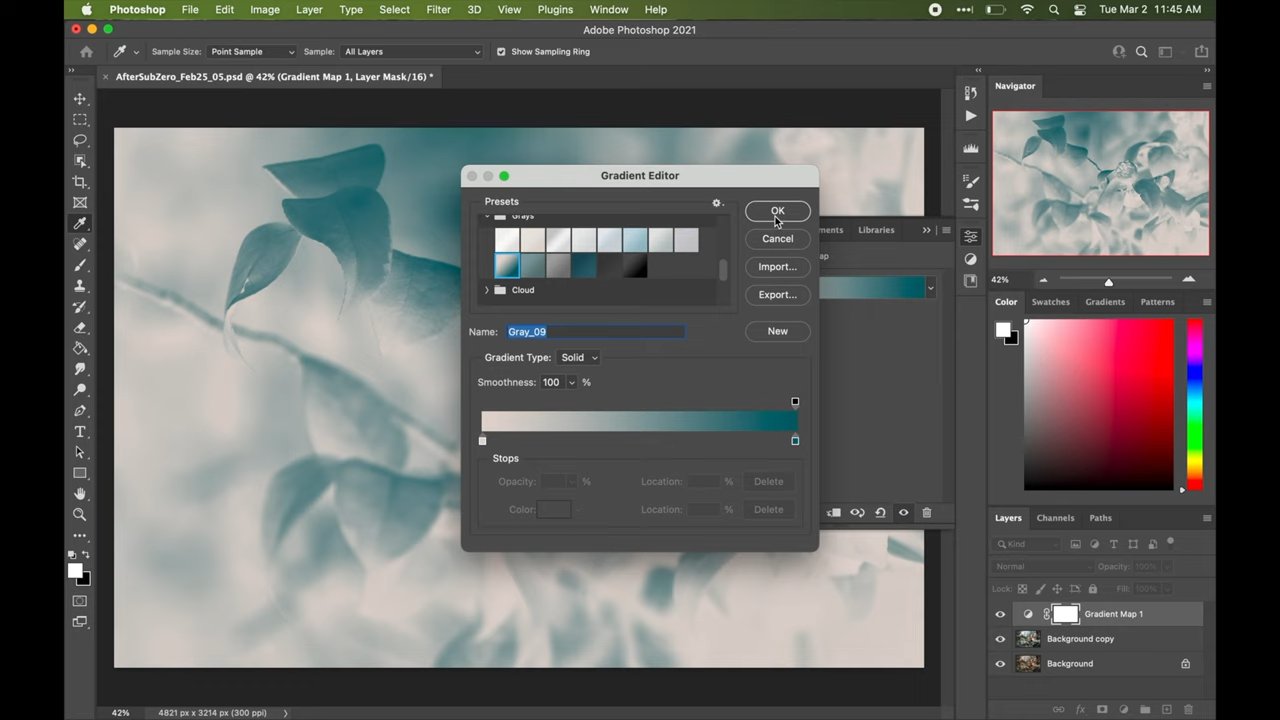 Photoshop File Edit Image Layer Type Select Filter 3D View Plugins Window Help Tue Mar 2 11:45 AM
Adobe Photoshop 2021
Sample Size: Point Sample Sample: All Layers Show Sampling Ring
AfterSubZero_Feb25_05.psd @ 42% (Gradient Map 1, Layer Mask/16) *
Navigator
Gradient Editor
Presets
Grays
Cloud
OK
Cancel
Import...
Export...
Name: Gray_09
New
Gradient Type: Solid
Smoothness: 100 %
Stops
Opacity: % Location: % Delete
Color: Location: % Delete
ments Libraries
ap
42%
Color Swatches Gradients Patterns
Layers Channels Paths
Kind
Normal Opacity: 100%
Lock: Fill: 100%
Gradient Map 1
Background copy
Background
42% 4821 px x 3214 px (300 ppi)